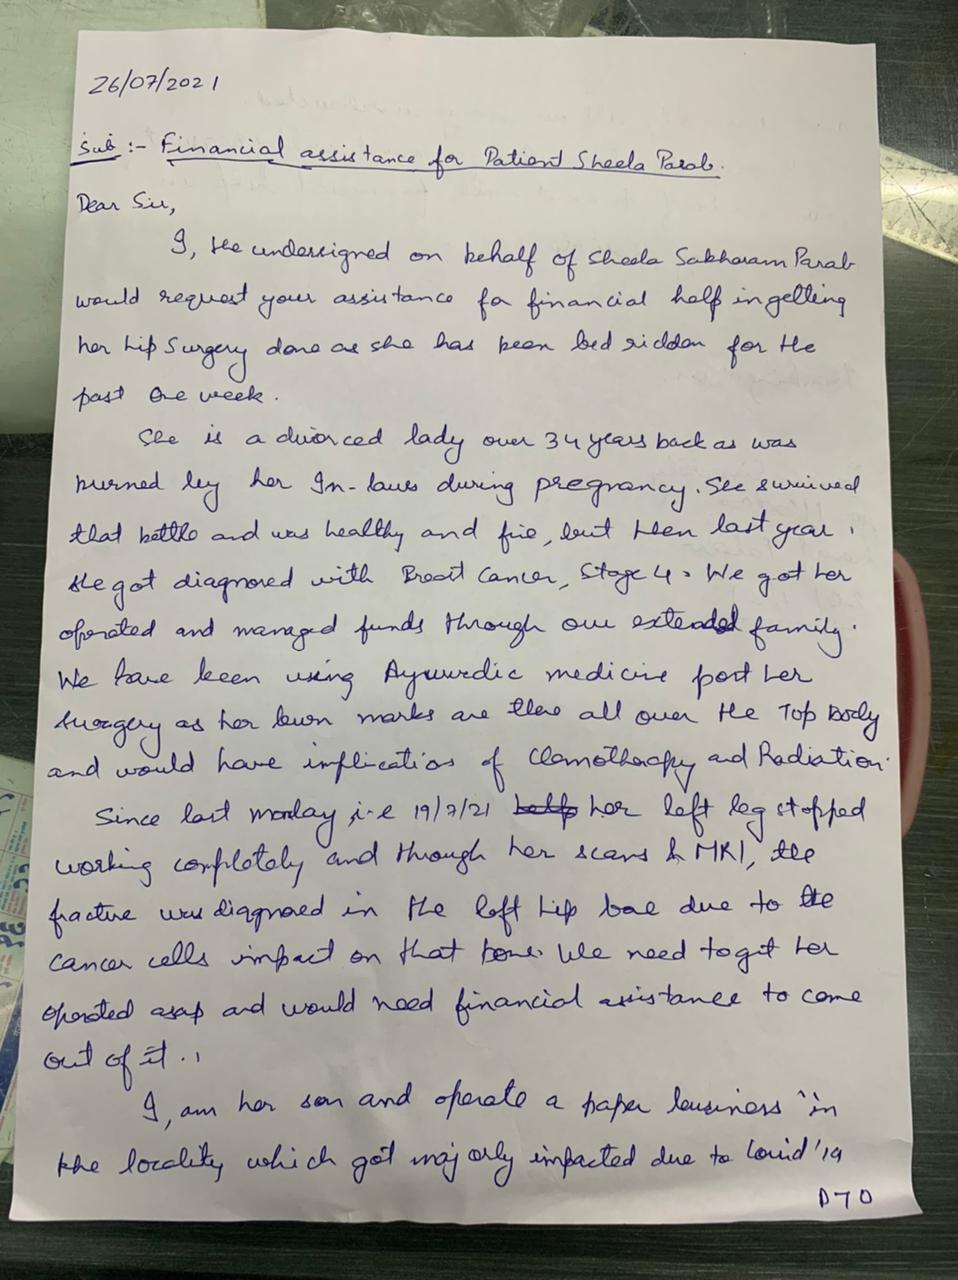 26/07/2021
Sub :- Financial assistance for Patient Sheela Parab.
Dear Sir,
I, the undersigned on behalf of Sheela Sakharam Parab
would request your assistance for financial half in getting
her hip Surgery done as she has been bed ridden for the
past one week.
She is a divorced lady over 34 years back as was
burned by her In-laws during pregnancy. She survived
that battle and was healthy and fine, but then last year.
she got diagnosed with Breast Cancer, Stage 4. We got her
operated and managed funds through our extended family.
We have been using Ayurvedic medicine post her
surgery as her burn marks are there all over the Top Body
and would have implications of Chemotherapy and Radiation.
Since last monday i.e 19/7/21 her left leg stopped
working completely and through her scans & MRI, the
fracture was diagnosed in the left hip bone due to the
cancer cells impact on that bone. We need to get her
operated asap and would need financial assistance to come
out of it..
I, am her son and operate a paper business in
the locality which got majorly impacted due to Covid'19